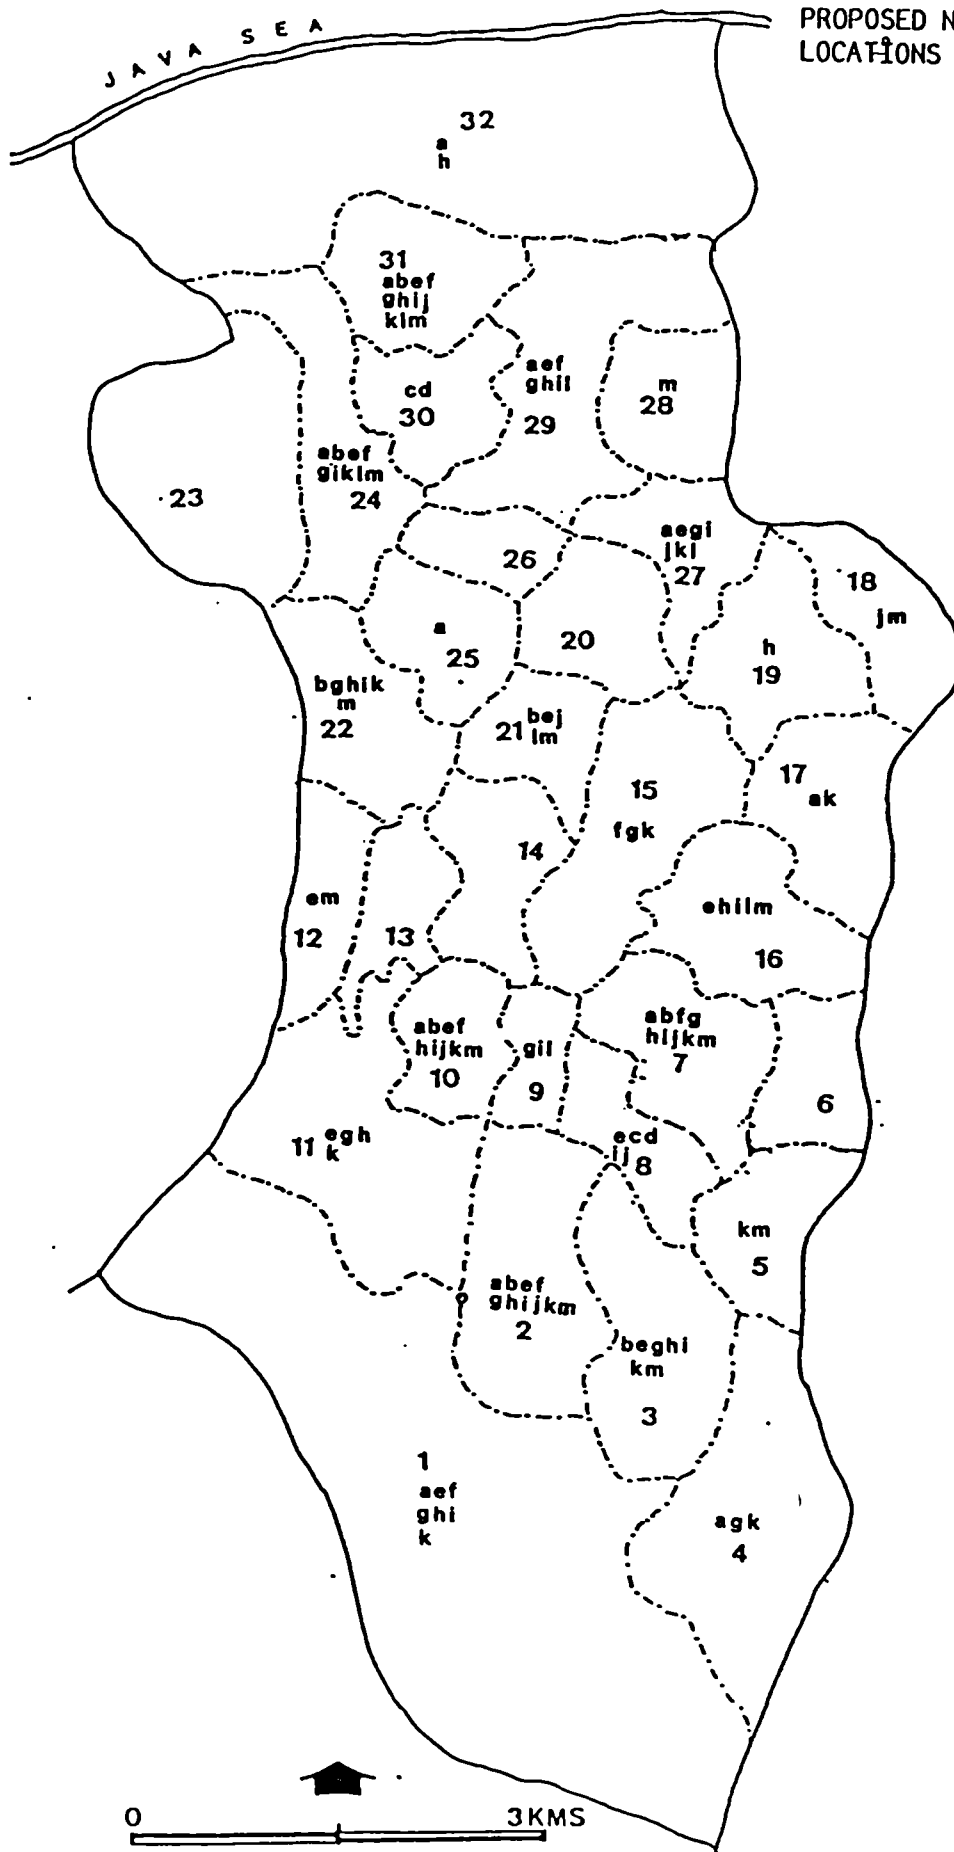 PROPOSED N
LOCATIONS
JAVA SEA
32
a
h
31
abef
ghij
klm
cd
30
aef
ghil
29
m
28
23
abef
giklm
24
26
aegi
jkl
27
18
jm
a
25
20
h
19
bghik
m
22
21 bej
lm
15
fgk
17
ak
14
em
12
13
ehilm
16
abef
hijkm
10
gil
9
abfg
hijkm
7
6
11 egh
k
ecd
ij 8
km
5
abef
ghijkm
2
beghi
km
3
1
aef
ghi
k
agk
4
0 3KMS